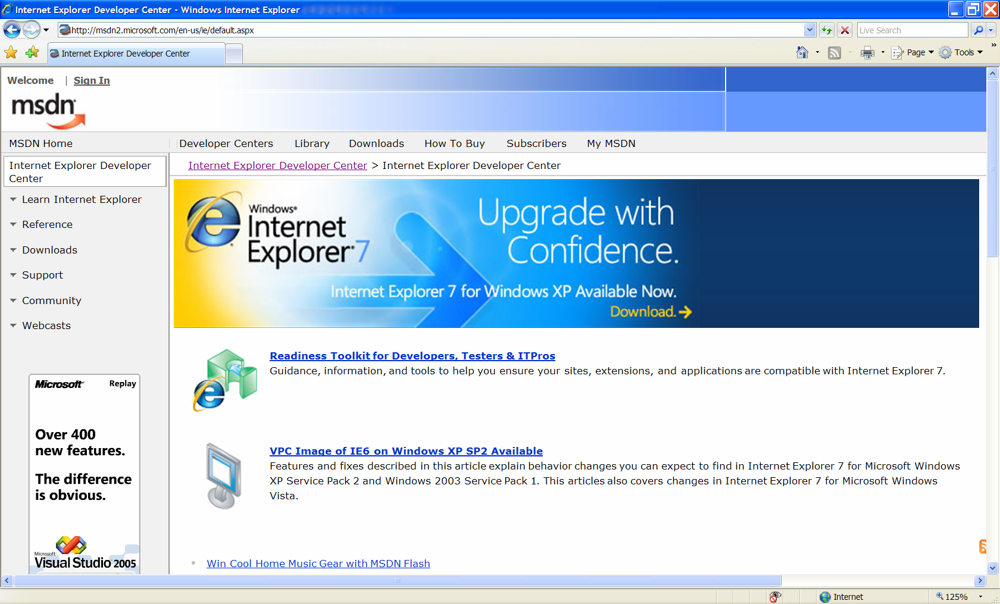 Internet Explorer Developer Center - Windows Internet Explorer
http://msdn2.microsoft.com/en-us/ie/default.aspx
Live Search
Internet Explorer Developer Center
Page
Tools
Welcome | Sign In
msdn
MSDN Home
Developer Centers
Library
Downloads
How To Buy
Subscribers
My MSDN
Internet Explorer Developer
Center
Learn Internet Explorer
Reference
Downloads
Support
Community
Webcasts
Microsoft
Replay
Over 400
new features.
The difference
is obvious.
Microsoft
Visual Studio 2005
Internet Explorer Developer Center > Internet Explorer Developer Center
Windows®
Internet
Explorer®7
Upgrade with
Confidence.
Internet Explorer 7 for Windows XP Available Now.
Download.
Readiness Toolkit for Developers, Testers & ITPros
Guidance, information, and tools to help you ensure your sites, extensions, and applications are compatible with Internet Explorer 7.
VPC Image of IE6 on Windows XP SP2 Available
Features and fixes described in this article explain behavior changes you can expect to find in Internet Explorer 7 for Microsoft Windows
XP Service Pack 2 and Windows 2003 Service Pack 1. This articles also covers changes in Internet Explorer 7 for Microsoft Windows
Vista.
Win Cool Home Music Gear with MSDN Flash
Internet
125%